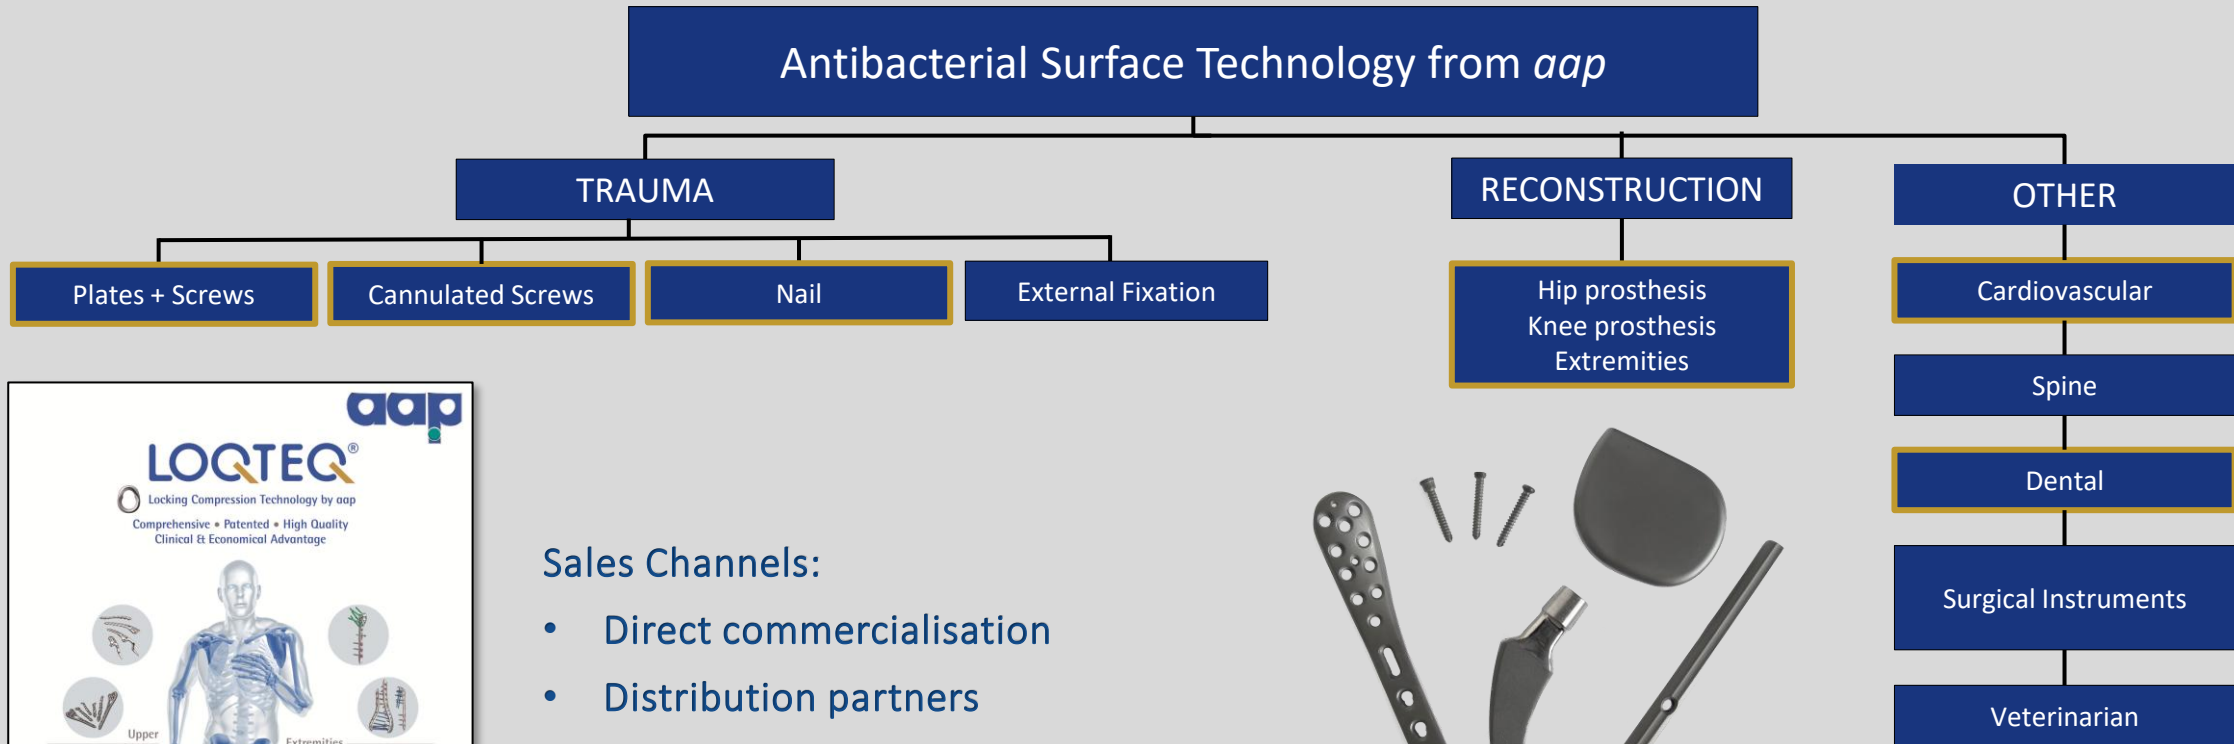 Antibacterial Surface Technology from aap
TRAUMA
RECONSTRUCTION
OTHER
Plates + Screws
Cannulated Screws
Nail
External Fixation
Hip prosthesis
Knee prosthesis
Extremities
Cardiovascular
Spine
Dental
Surgical Instruments
Veterinarian
aap
LOQTEQ®
Locking Compression Technology by aap
Comprehensive • Patented • High Quality
Clinical & Economical Advantage
Upper
Extremities
Sales Channels:
• Direct commercialisation
• Distribution partners